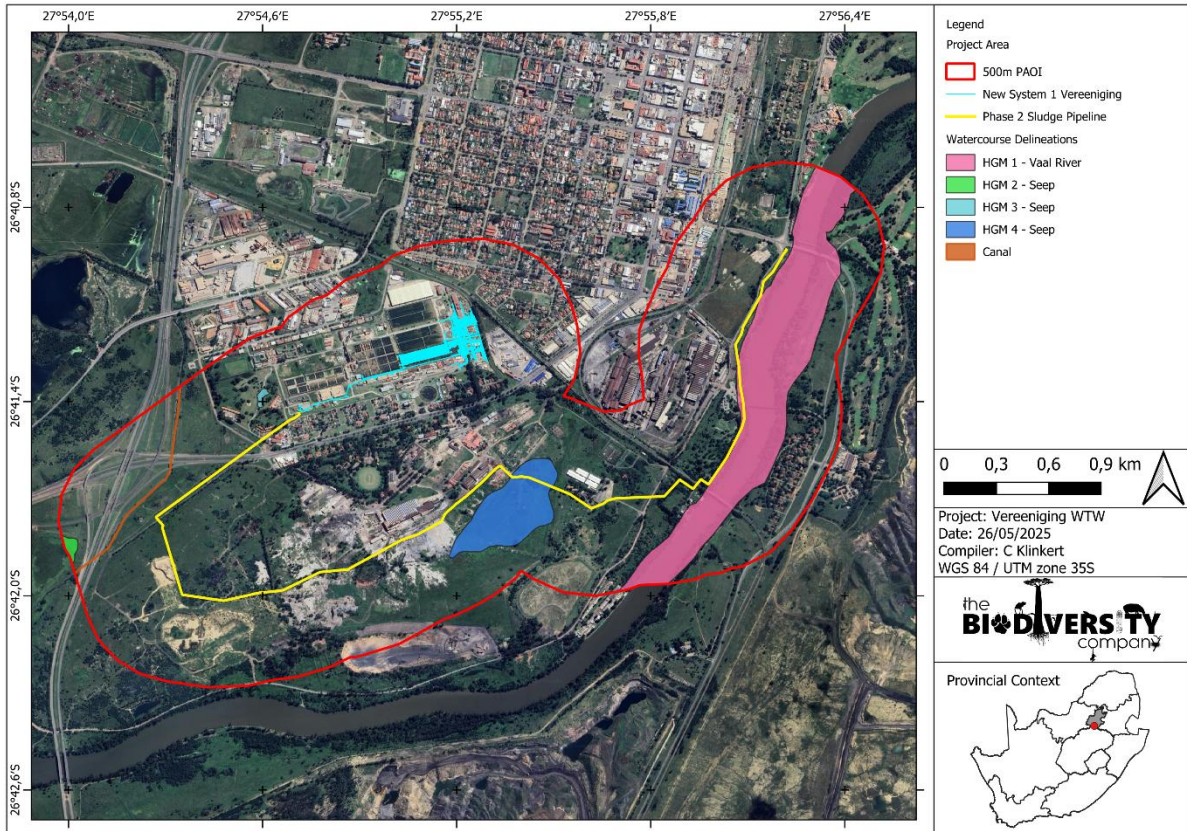 27°54,0'E 27°54,6'E 27°55,2'E 27°55,8'E 27°56,4'E
26°40,8'S
26°41,4'S
26°42,0'S
26°42,6'S
Legend
Project Area
500m PAOI
New System 1 Vereeniging
Phase 2 Sludge Pipeline
Watercourse Delineations
HGM 1 - Vaal River
HGM 2 - Seep
HGM 3 - Seep
HGM 4 - Seep
Canal
0 0,3 0,6 0,9 km
Project: Vereeniging WTW
Date: 26/05/2025
Compiler: C Klinkert
WGS 84 / UTM zone 35S
the
BIODIVERSITY
company
Provincial Context